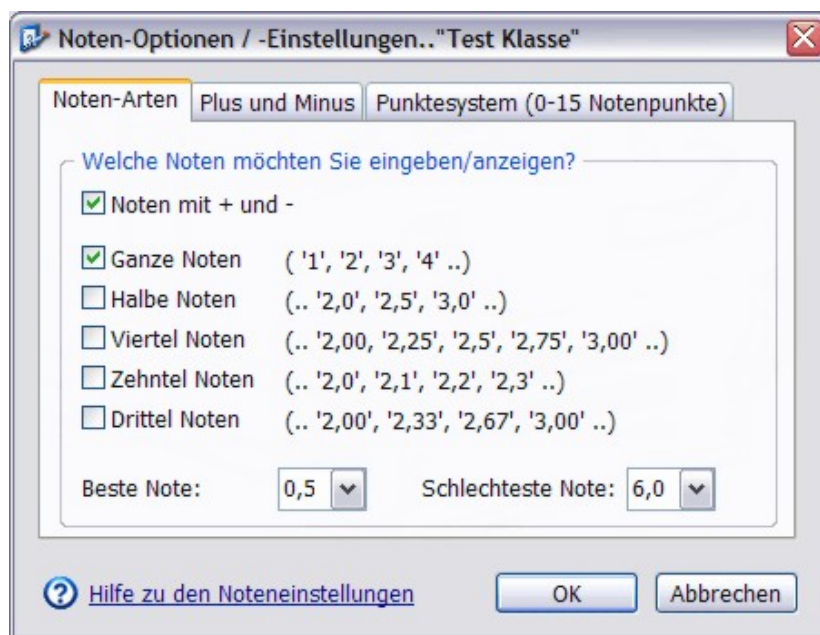 Noten-Optionen / -Einstellungen.."Test Klasse"
Noten-Arten Plus und Minus Punktesystem (0-15 Notenpunkte)
Welche Noten möchten Sie eingeben/anzeigen?
Noten mit + und -
Ganze Noten ( '1', '2', '3', '4' ..)
Halbe Noten (.. '2,0', '2,5', '3,0' ..)
Viertel Noten (.. '2,00, '2,25', '2,5', '2,75', '3,00' ..)
Zehntel Noten (.. '2,0', '2,1', '2,2', '2,3' ..)
Drittel Noten (.. '2,00', '2,33', '2,67', '3,00' ..)
Beste Note: 0,5 Schlechteste Note: 6,0
Hilfe zu den Noteneinstellungen OK Abbrechen